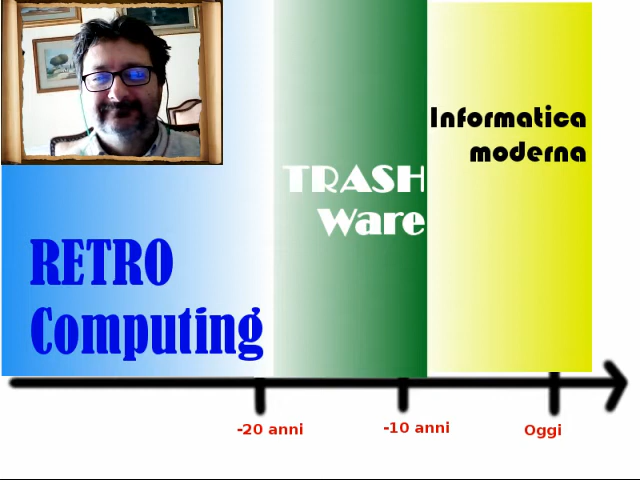 Informatica
moderna
TRASH
Ware
RETRO
Computing
-20 anni
-10 anni
Oggi